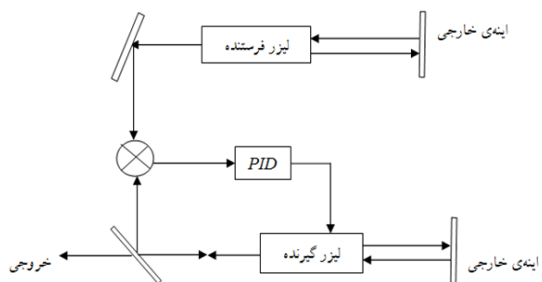 اینه‌ی خارجی
لیزر فرستنده
PID
لیزر گیرنده
اینه‌ی خارجی
خروجی